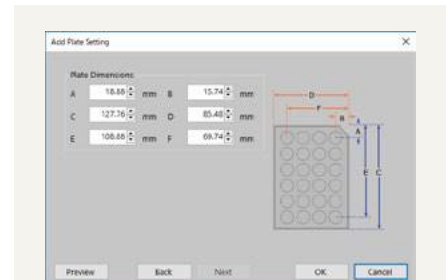 Add Plate Setting
Plate Dimensions
A 18.88 mm B 15.74 mm
C 127.76 mm D 85.48 mm
E 108.88 mm F 69.74 mm
D
F
B
A
E C
Preview Back Next OK Cancel